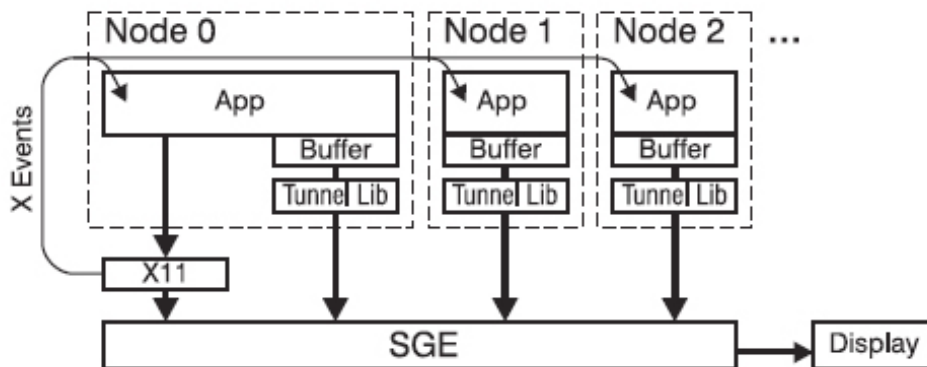 Node 0 Node 1 Node 2 ...
App App App
X Events
Buffer Buffer Buffer
Tunnel Lib Tunnel Lib Tunnel Lib
X11
SGE Display